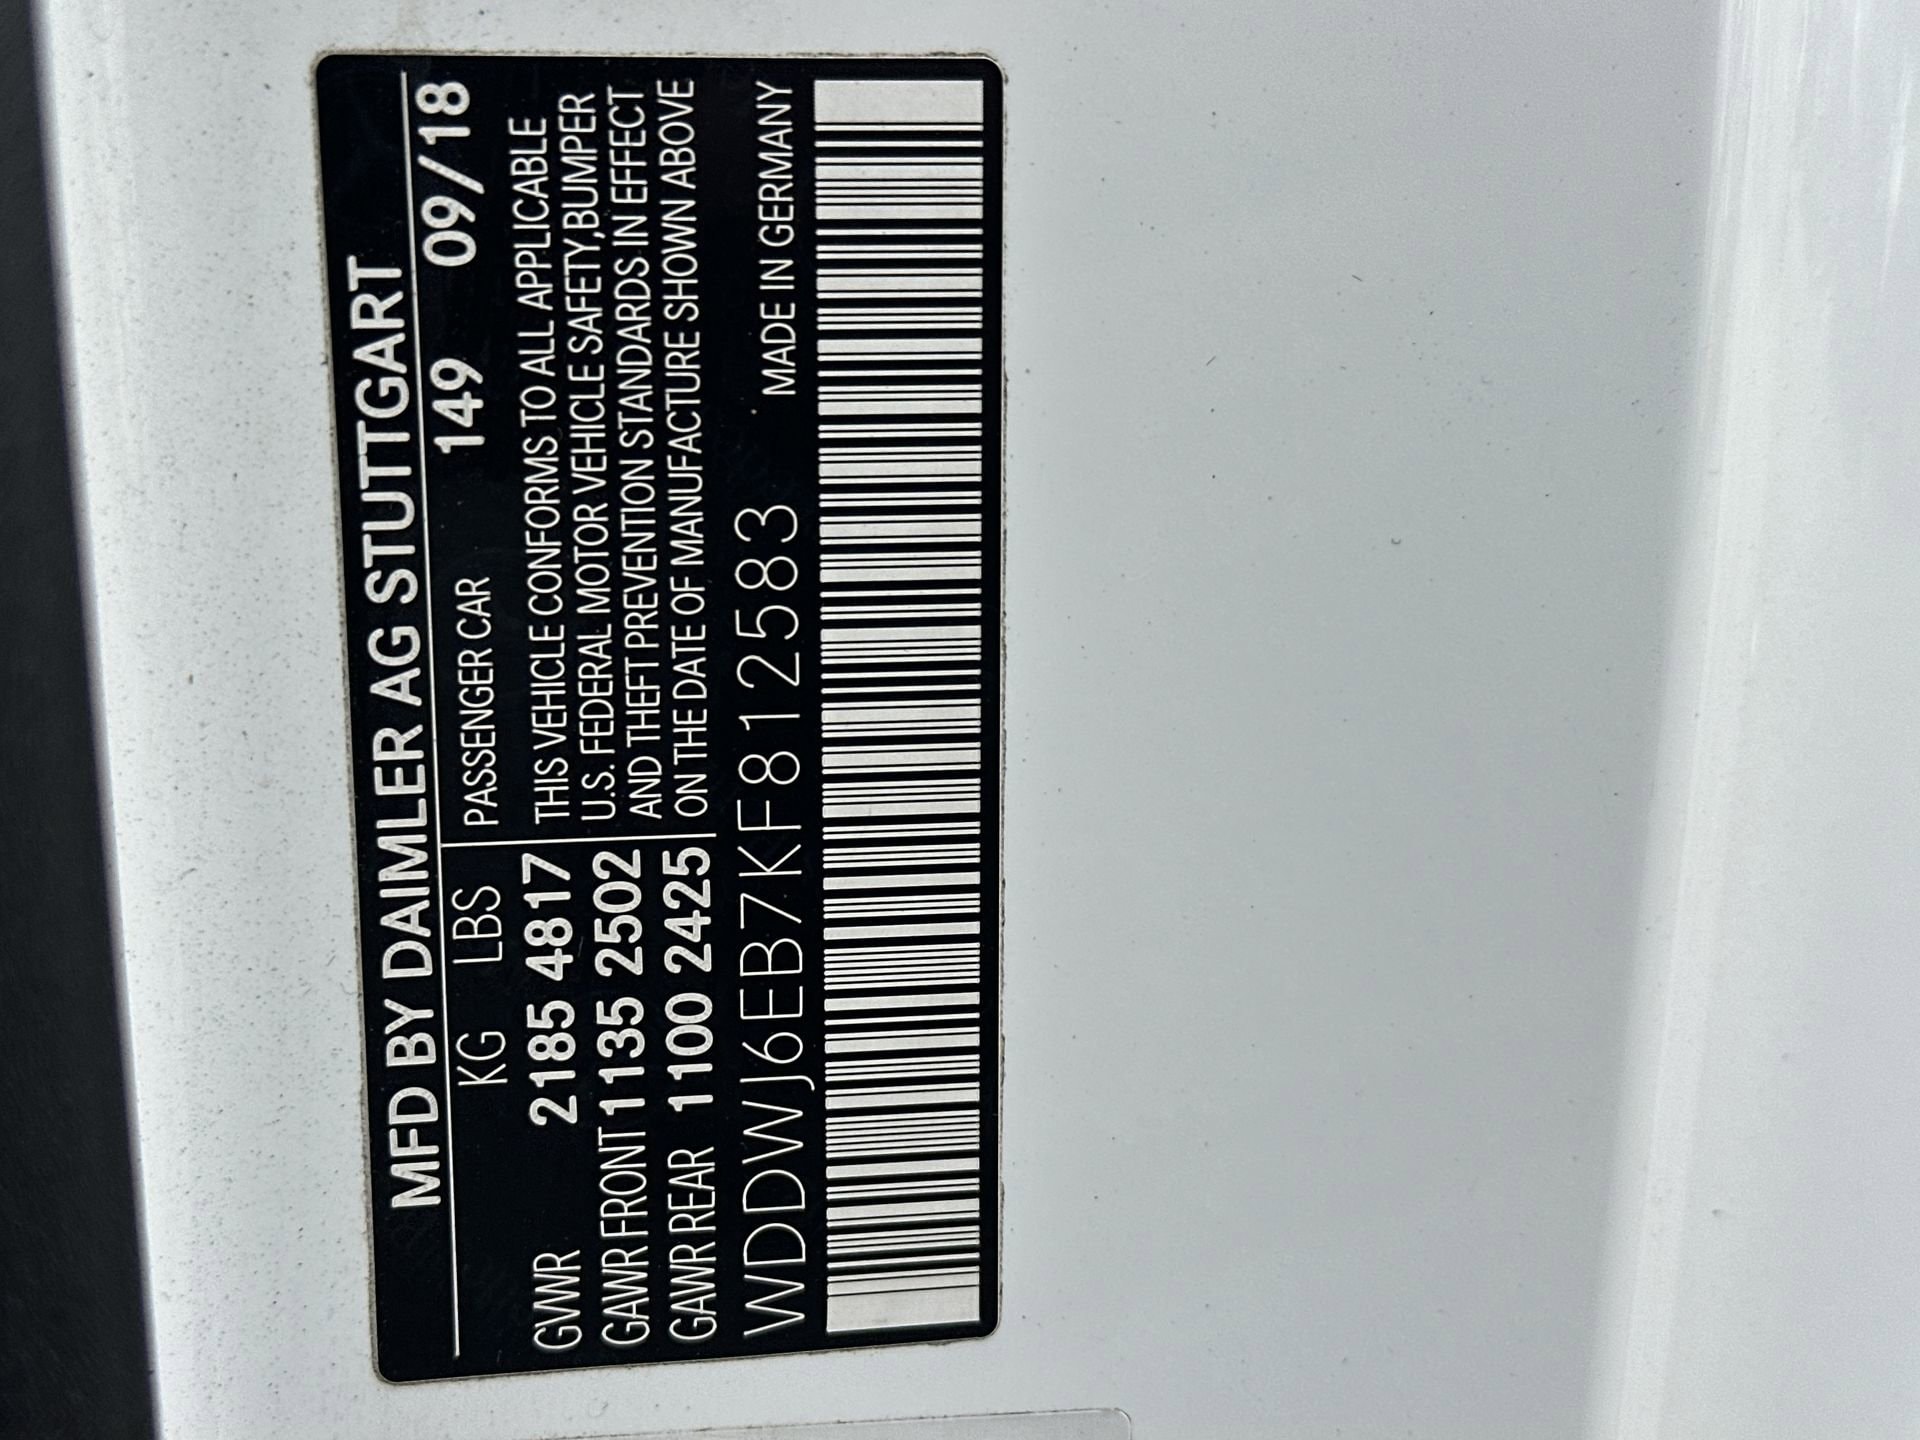 MFD BY DAIMLER AG STUTTGART
KG LBS PASSENGER CAR 149 09/18
GVWR 2185 4817 THIS VEHICLE CONFORMS TO ALL APPLICABLE
GAWR FRONT 1135 2502 U.S. FEDERAL MOTOR VEHICLE SAFETY,BUMPER
AND THEFT PREVENTION STANDARDS IN EFFECT
GAWR REAR 1100 2425 ON THE DATE OF MANUFACTURE SHOWN ABOVE
WDDWJ6EB7KF812583 MADE IN GERMANY